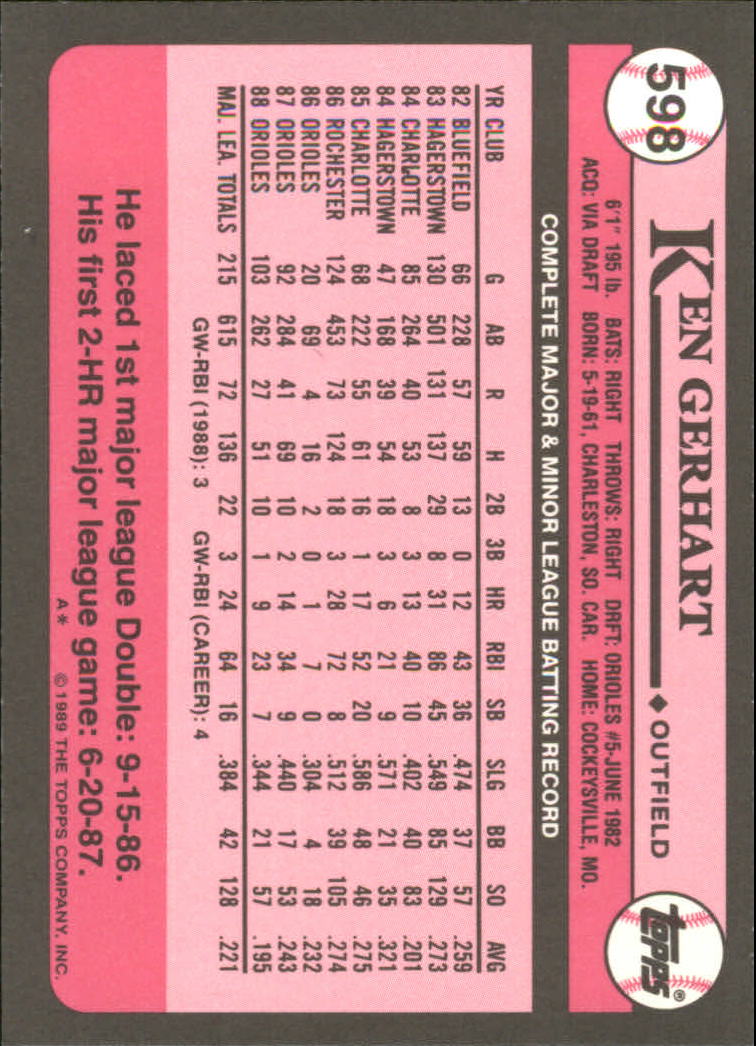 598
KEN GERHART ◆ OUTFIELD
topps®
6'1" 195 lb. BATS: RIGHT THROWS: RIGHT DRFT: ORIOLES #5-JUNE 1982
ACQ: VIA DRAFT BORN: 5-19-61, CHARLESTON, SO. CAR. HOME: COCKEYSVILLE, MO.
COMPLETE MAJOR & MINOR LEAGUE BATTING RECORD
YR CLUB G AB R H 2B 3B HR RBI SB SLG BB SO AVG
82 BLUEFIELD 66 228 57 59 13 0 12 43 36 .474 37 57 .259
83 HAGERSTOWN 130 501 131 137 29 8 31 86 45 .549 85 129 .273
84 CHARLOTTE 85 264 40 53 8 3 13 40 10 .402 40 83 .201
84 HAGERSTOWN 47 168 39 54 18 3 6 21 9 .571 21 35 .321
85 CHARLOTTE 68 222 55 61 16 1 17 52 20 .586 48 46 .275
86 ROCHESTER 124 453 73 124 18 3 28 72 8 .512 39 105 .274
86 ORIOLES 20 69 4 16 2 0 1 7 0 .304 4 18 .232
87 ORIOLES 92 284 41 69 10 2 14 34 9 .440 17 53 .243
88 ORIOLES 103 262 27 51 10 1 9 23 7 .344 21 57 .195
MAJ. LEA. TOTALS 215 615 72 136 22 3 24 64 16 .384 42 128 .221
GW-RBI (1988): 3 GW-RBI (CAREER): 4
He laced 1st major league Double: 9-15-86.
His first 2-HR major league game: 6-20-87.
A* ©1989 THE TOPPS COMPANY, INC.